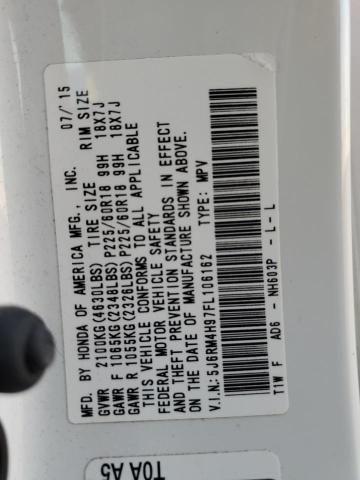 MFD. BY HONDA OF AMERICA MFG., INC. 07/'15
GVWR 2100KG(4630LBS) TIRE SIZE RIM SIZE
GAWR F 1065KG(2348LBS) P225/60R18 99H 18X7J
GAWR R 1055KG(2326LBS) P225/60R18 99H 18X7J
THIS VEHICLE CONFORMS TO ALL APPLICABLE
FEDERAL MOTOR VEHICLE SAFETY AND
THEFT PREVENTION STANDARDS IN EFFECT
ON THE DATE OF MANUFACTURE SHOWN ABOVE.
V.I.N:5J6RM4H97FL106162 TYPE: MPV
T1W F AD6 - NH603P - L - L
T0A A5